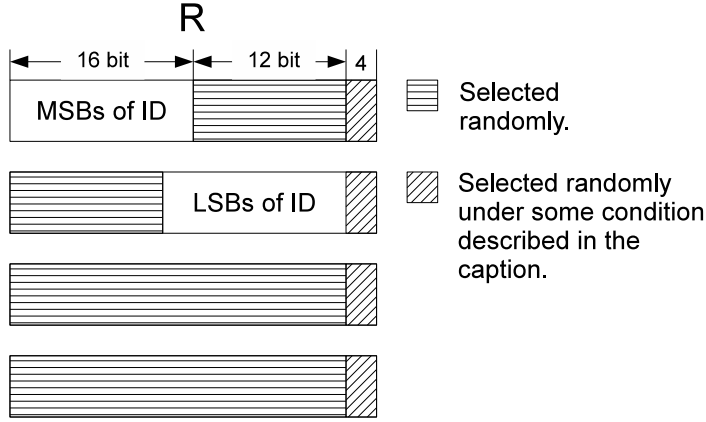 R
16 bit
12 bit
4
MSBs of ID
Selected
randomly.
LSBs of ID
Selected randomly
under some condition
described in the
caption.